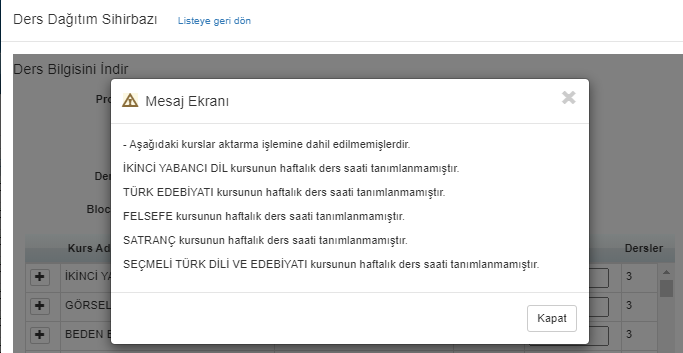 Ders Dağıtım Sihirbazı Listeye geri dön
Ders Bilgisini İndir
Mesaj Ekranı
- Aşağıdaki kurslar aktarma işlemine dahil edilmemişlerdir.
İKİNCİ YABANCI DİL kursunun haftalık ders saati tanımlanmamıştır.
TÜRK EDEBİYATI kursunun haftalık ders saati tanımlanmamıştır.
FELSEFE kursunun haftalık ders saati tanımlanmamıştır.
SATRANÇ kursunun haftalık ders saati tanımlanmamıştır.
SEÇMELİ TÜRK DİLİ VE EDEBİYATI kursunun haftalık ders saati tanımlanmamıştır.
Kapat
Kurs Ad Dersler
İKİNCİ YA 3
GÖRSEL 3
BEDEN E 3